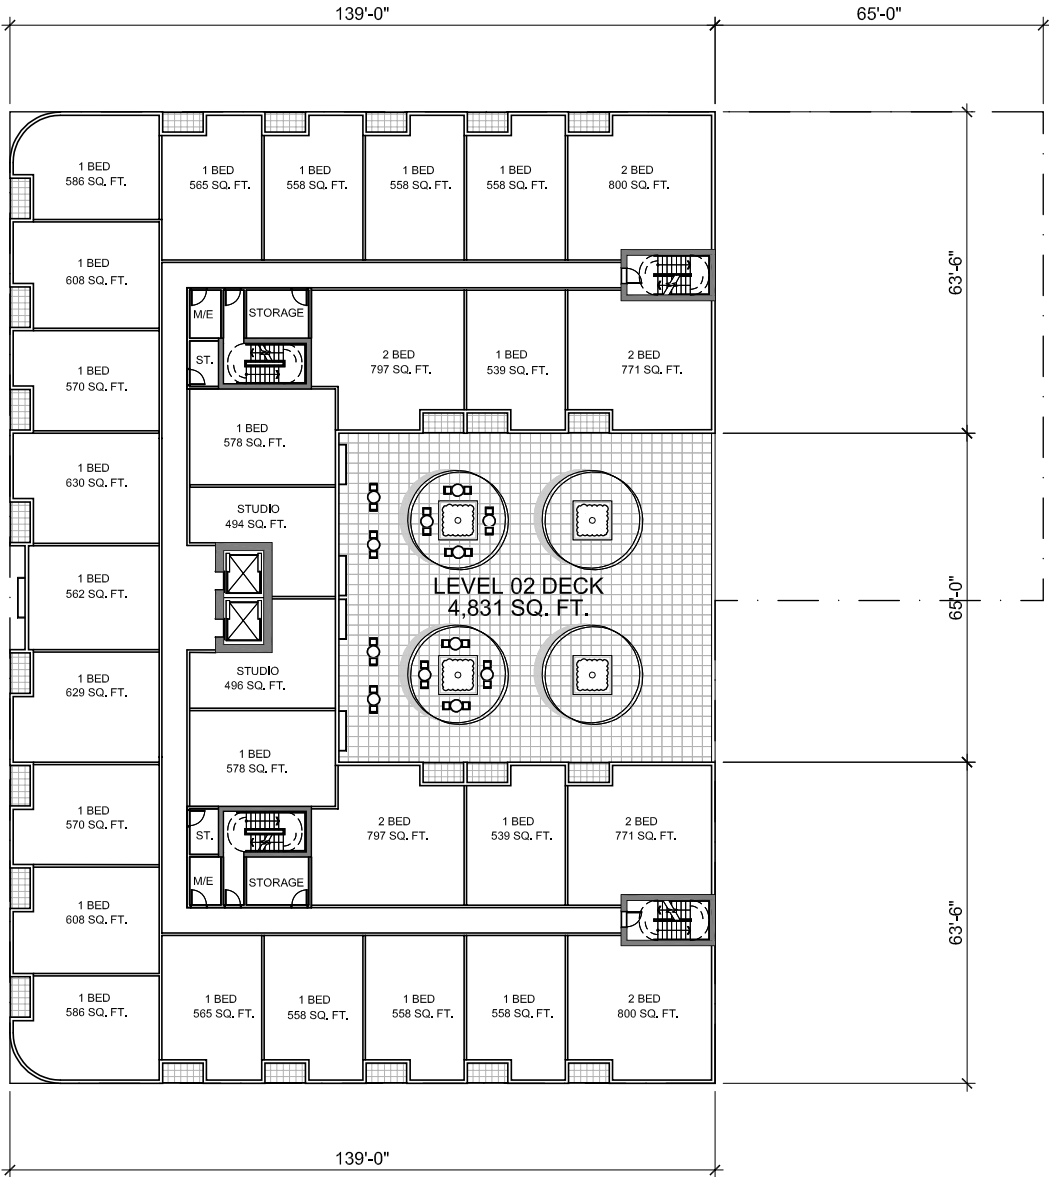 139'-0"
65'-0"
1 BED
586 SQ. FT.
1 BED
565 SQ. FT.
1 BED
558 SQ. FT.
1 BED
558 SQ. FT.
1 BED
558 SQ. FT.
2 BED
800 SQ. FT.
1 BED
608 SQ. FT.
63'-6"
M/E
STORAGE
ST.
2 BED
797 SQ. FT.
1 BED
539 SQ. FT.
2 BED
771 SQ. FT.
1 BED
570 SQ. FT.
1 BED
578 SQ. FT.
1 BED
630 SQ. FT.
STUDIO
494 SQ. FT.
1 BED
562 SQ. FT.
LEVEL 02 DECK
4,831 SQ. FT.
65'-0"
1 BED
629 SQ. FT.
STUDIO
496 SQ. FT.
1 BED
578 SQ. FT.
1 BED
570 SQ. FT.
ST.
2 BED
797 SQ. FT.
1 BED
539 SQ. FT.
2 BED
771 SQ. FT.
M/E
STORAGE
1 BED
608 SQ. FT.
63'-6"
1 BED
586 SQ. FT.
1 BED
565 SQ. FT.
1 BED
558 SQ. FT.
1 BED
558 SQ. FT.
1 BED
558 SQ. FT.
2 BED
800 SQ. FT.
139'-0"